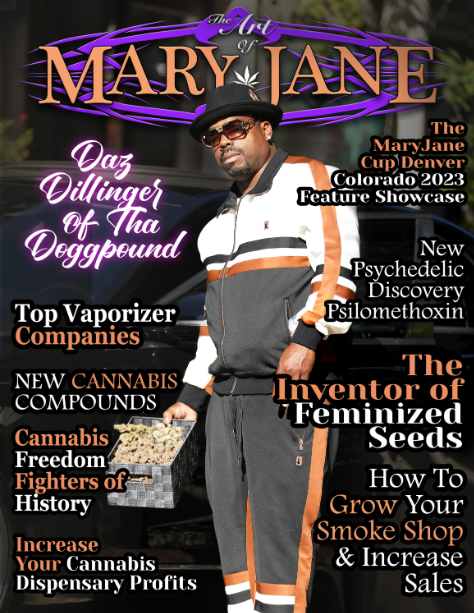 The Art
Of
MARY JANE
Daz
Dillinger
Of Tha
Doggpound
Top Vaporizer
Companies
NEW CANNABIS
COMPOUNDS
Cannabis
Freedom
Fighters of
History
Increase
Your Cannabis
Dispensary Profits
The
MaryJane
Cup Denver
Colorado 2023
Feature Showcase
New
Psychedelic
Discovery
Psilomethoxin
The
Inventor of
Feminized
Seeds
How To
Grow Your
Smoke Shop
& Increase
Sales